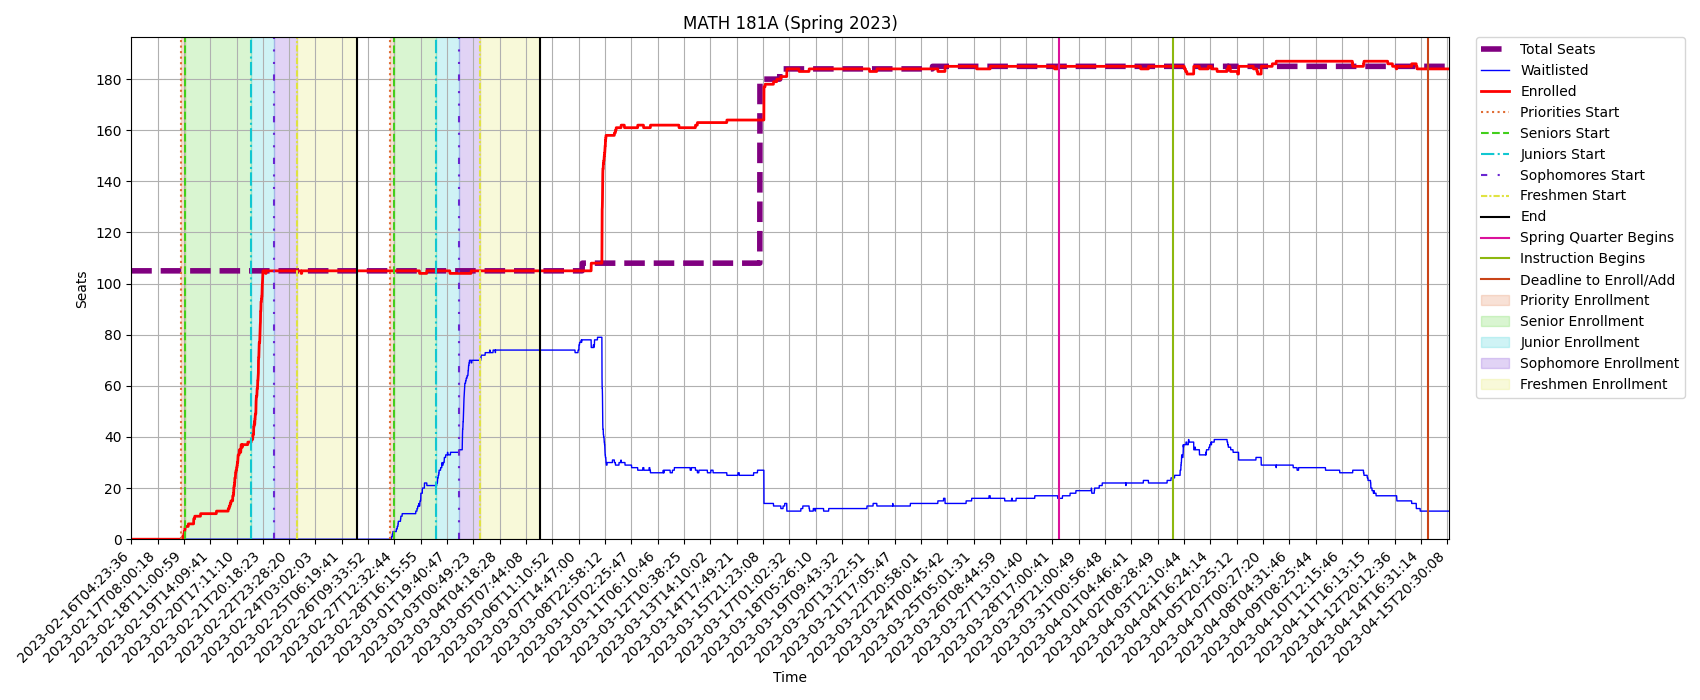 MATH 181A (Spring 2023)
Seats
180
160
140
120
100
80
60
40
20
0
2023-02-16T04:23:36
2023-02-17T08:00:18
2023-02-18T11:00:59
2023-02-19T14:09:41
2023-02-20T17:11:10
2023-02-21T20:18:23
2023-02-22T23:28:20
2023-02-24T03:02:03
2023-02-25T06:19:41
2023-02-26T09:33:52
2023-02-27T12:32:44
2023-02-28T16:15:55
2023-03-01T19:40:47
2023-03-03T00:49:23
2023-03-04T04:18:28
2023-03-05T07:44:08
2023-03-06T11:10:52
2023-03-07T14:47:00
2023-03-08T22:58:12
2023-03-10T02:25:47
2023-03-11T06:10:46
2023-03-12T10:38:25
2023-03-13T14:10:02
2023-03-14T17:49:21
2023-03-15T21:23:08
2023-03-17T01:02:32
2023-03-18T05:26:10
2023-03-19T09:43:32
2023-03-20T13:22:51
2023-03-21T17:05:47
2023-03-22T20:58:01
2023-03-24T00:45:42
2023-03-25T05:01:31
2023-03-26T08:44:59
2023-03-27T13:01:40
2023-03-28T17:00:41
2023-03-29T21:00:49
2023-03-31T00:56:48
2023-04-01T04:46:41
2023-04-02T08:28:49
2023-04-03T12:10:44
2023-04-04T16:24:14
2023-04-05T20:25:12
2023-04-07T00:27:20
2023-04-08T04:31:46
2023-04-09T08:25:44
2023-04-10T12:15:46
2023-04-11T16:13:15
2023-04-12T20:12:36
2023-04-14T16:31:14
2023-04-15T20:30:08
Time
Total Seats
Waitlisted
Enrolled
Priorities Start
Seniors Start
Juniors Start
Sophomores Start
Freshmen Start
End
Spring Quarter Begins
Instruction Begins
Deadline to Enroll/Add
Priority Enrollment
Senior Enrollment
Junior Enrollment
Sophomore Enrollment
Freshmen Enrollment